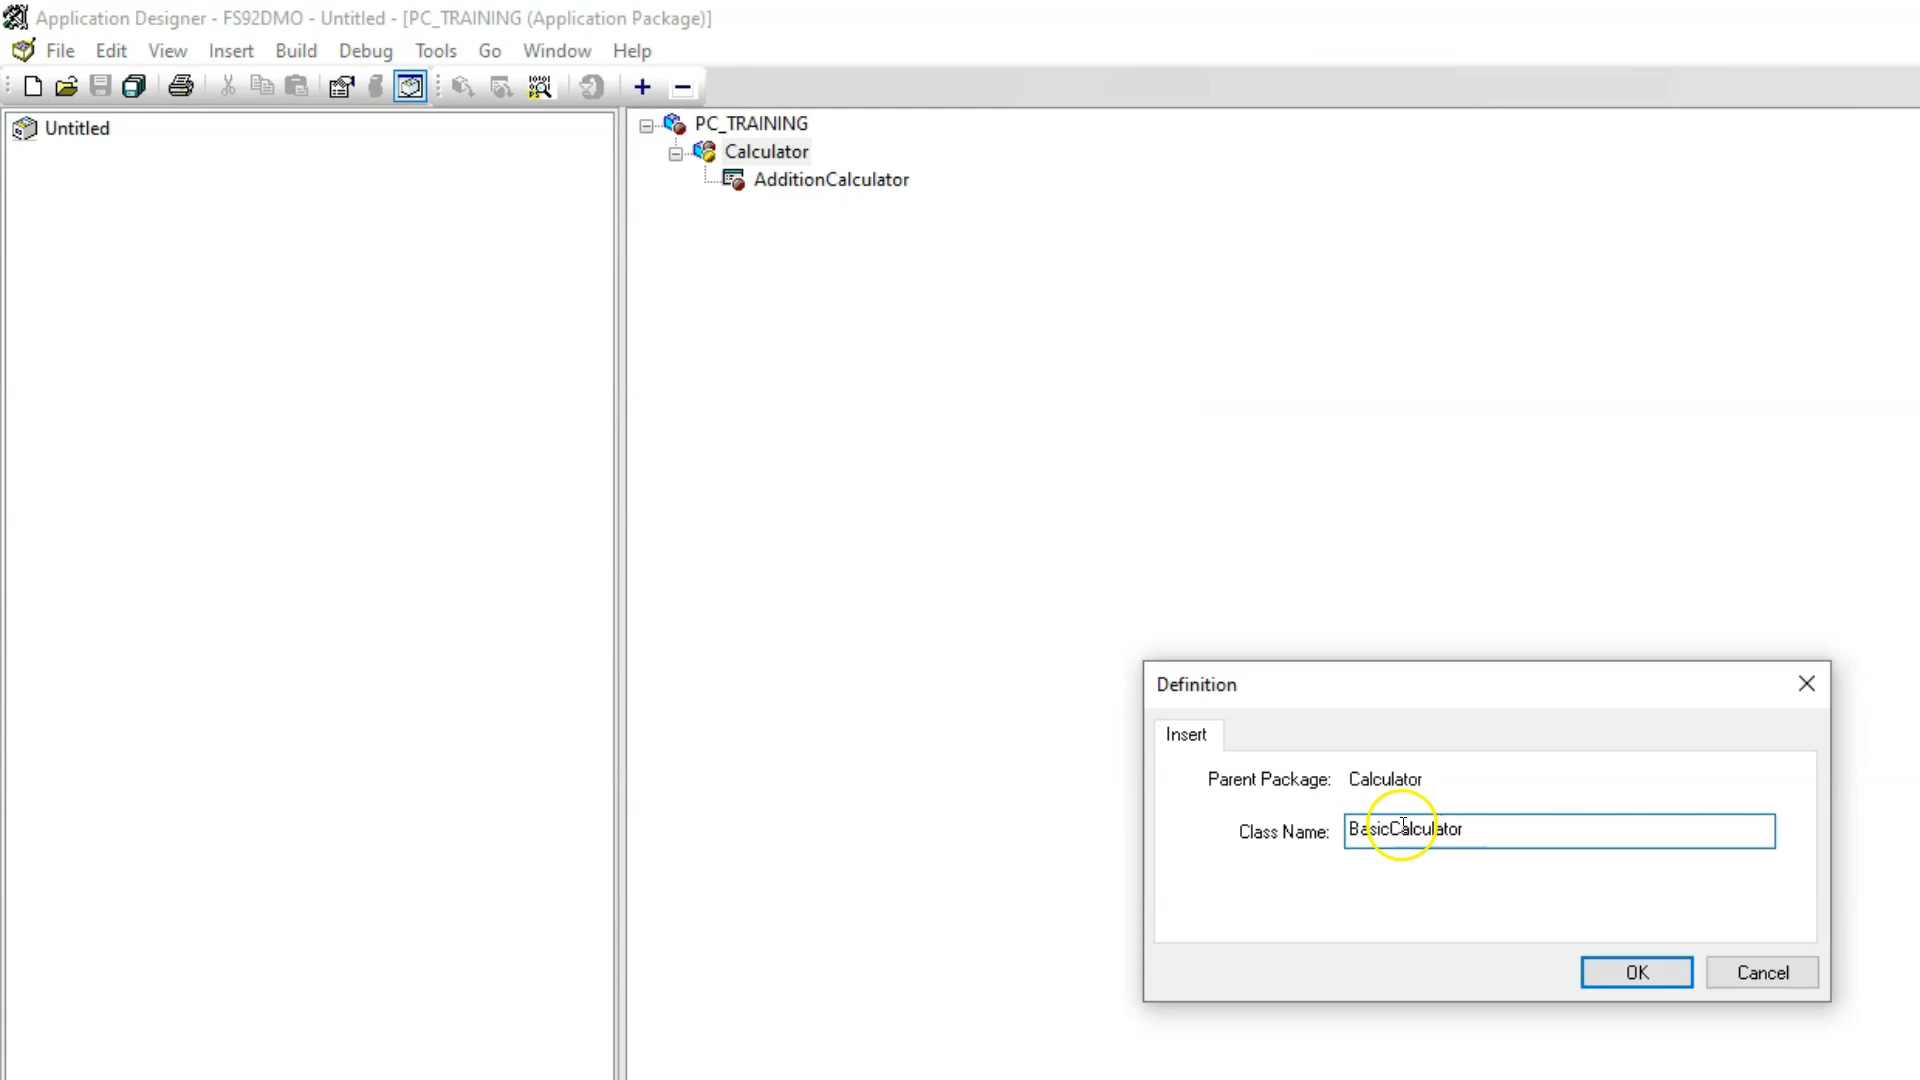 Application Designer - FS92DMO - Untitled - [PC_TRAINING (Application Package)]
File Edit View Insert Build Debug Tools Go Window Help
Untitled
PC_TRAINING
Calculator
AdditionCalculator
Definition
Insert
Parent Package: Calculator
Class Name: BasicCalculator
OK Cancel